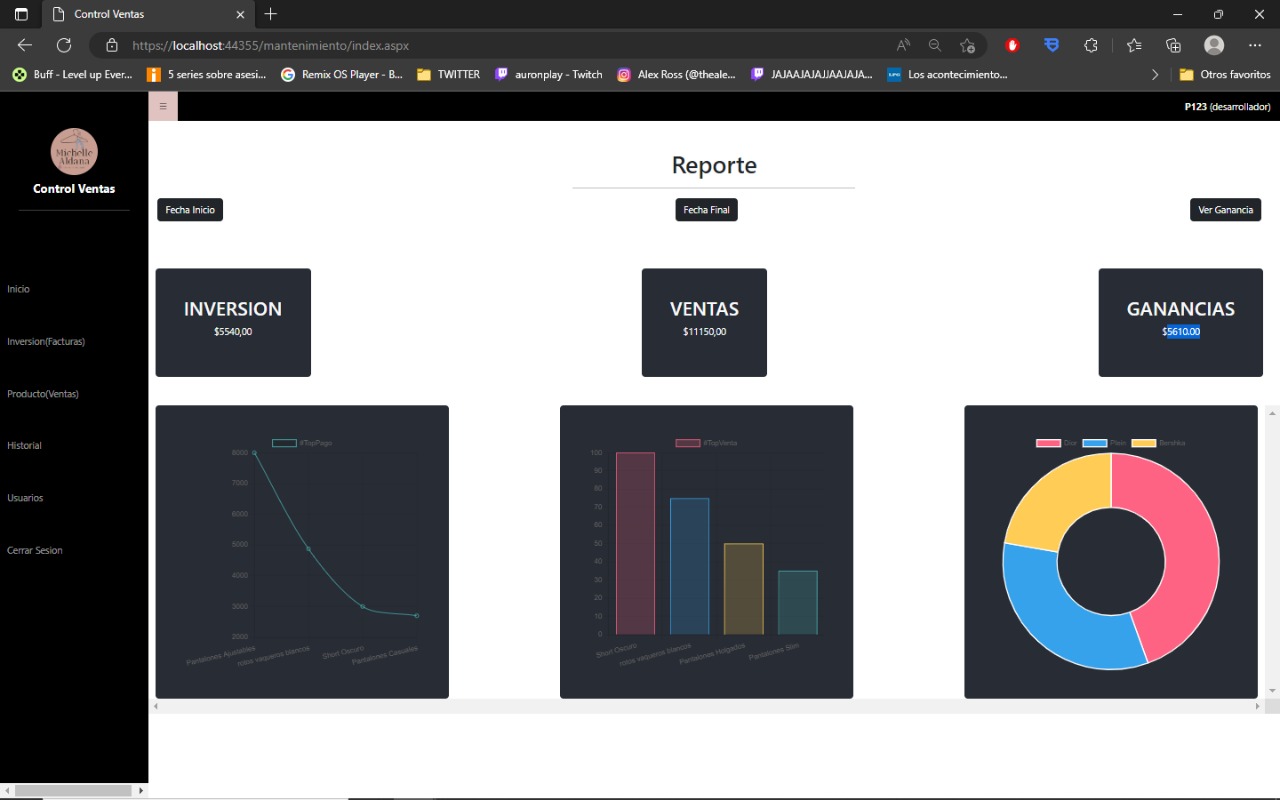 Control Ventas
https://localhost:44355/mantenimiento/index.aspx
Buff - Level up Ever...
5 series sobre asesi...
Remix OS Player - B...
TWITTER
auronplay - Twitch
Alex Ross (@theale...
JAJAAJAJAJJAAJAJA...
Los acontecimiento...
Otros favoritos
P123 (desarrollador)
Michelle
Aldana
Control Ventas
Inicio
Inversion(Facturas)
Producto(Ventas)
Historial
Usuarios
Cerrar Sesion
Reporte
Fecha Inicio
Fecha Final
Ver Ganancia
INVERSION
$5540,00
VENTAS
$11150,00
GANANCIAS
$5610.00
#TopPago
8000
7000
6000
5000
4000
3000
2000
Pantalones Ajustables
rotos vaqueros blancos
Short Oscuro
Pantalones Casuales
#TopVenta
100
90
80
70
60
50
40
30
20
10
0
Short Oscuro
rotos vaqueros blancos
Pantalones Holgados
Pantalones Slim
Dior
Bershka